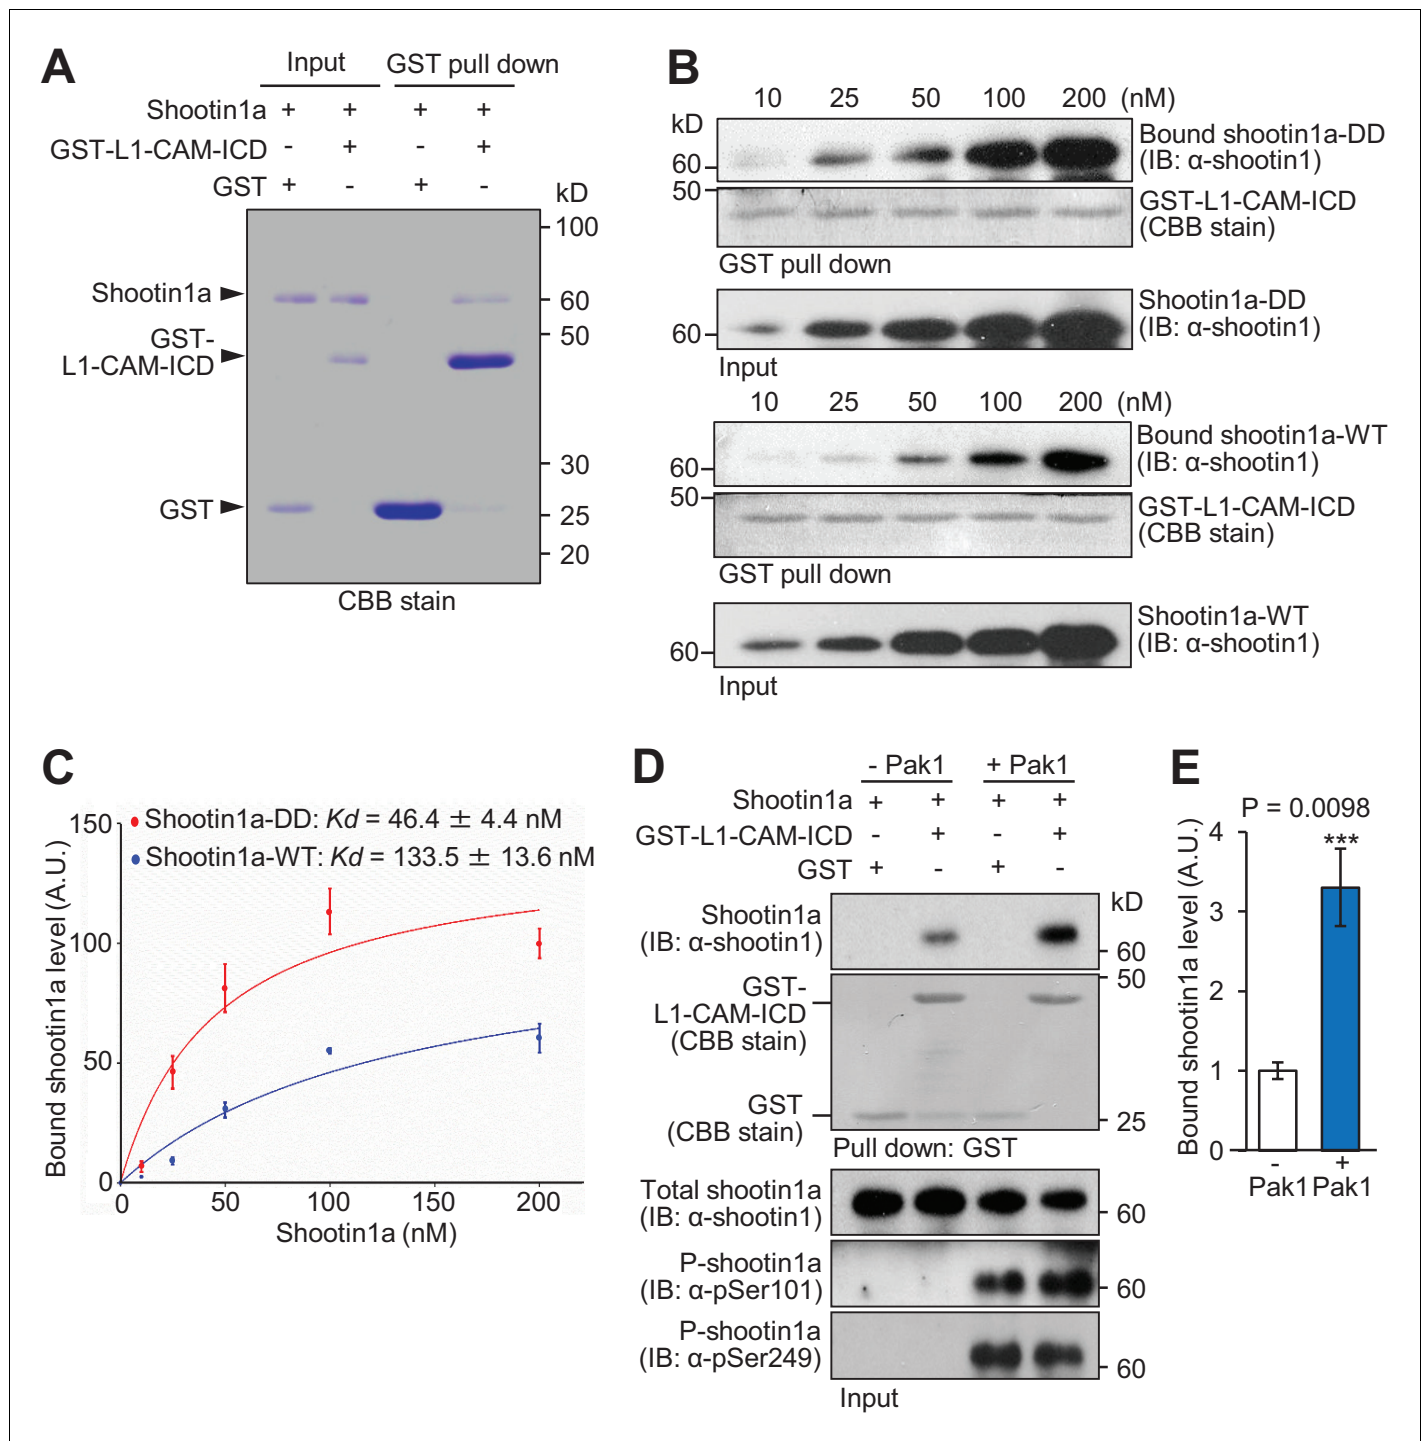 A
Input GST pull down
Shootin1a + + + +
GST-L1-CAM-ICD - + - +
GST + - + -
kD
100
Shootin1a
60
50
GST-
L1-CAM-ICD
30
GST
25
20
CBB stain
B
10 25 50 100 200 (nM)
kD
60
Bound shootin1a-DD
(IB: α-shootin1)
50
GST-L1-CAM-ICD
(CBB stain)
GST pull down
60
Shootin1a-DD
(IB: α-shootin1)
Input
10 25 50 100 200 (nM)
60
Bound shootin1a-WT
(IB: α-shootin1)
50
GST-L1-CAM-ICD
(CBB stain)
GST pull down
60
Shootin1a-WT
(IB: α-shootin1)
Input
C
Bound shootin1a level (A.U.)
150
100
50
0
Shootin1a-DD: Kd = 46.4 ± 4.4 nM
Shootin1a-WT: Kd = 133.5 ± 13.6 nM
0 50 100 150 200
Shootin1a (nM)
D
- Pak1 + Pak1
Shootin1a + + + +
GST-L1-CAM-ICD - + - +
GST + - + -
kD
Shootin1a
(IB: α-shootin1)
60
50
GST-
L1-CAM-ICD
(CBB stain)
GST
(CBB stain)
25
Pull down: GST
Total shootin1a
(IB: α-shootin1)
60
P-shootin1a
(IB: α-pSer101)
60
P-shootin1a
(IB: α-pSer249)
60
Input
E
P = 0.0098
***
Bound shootin1a level (A.U.)
4
3
2
1
0
- +
Pak1 Pak1